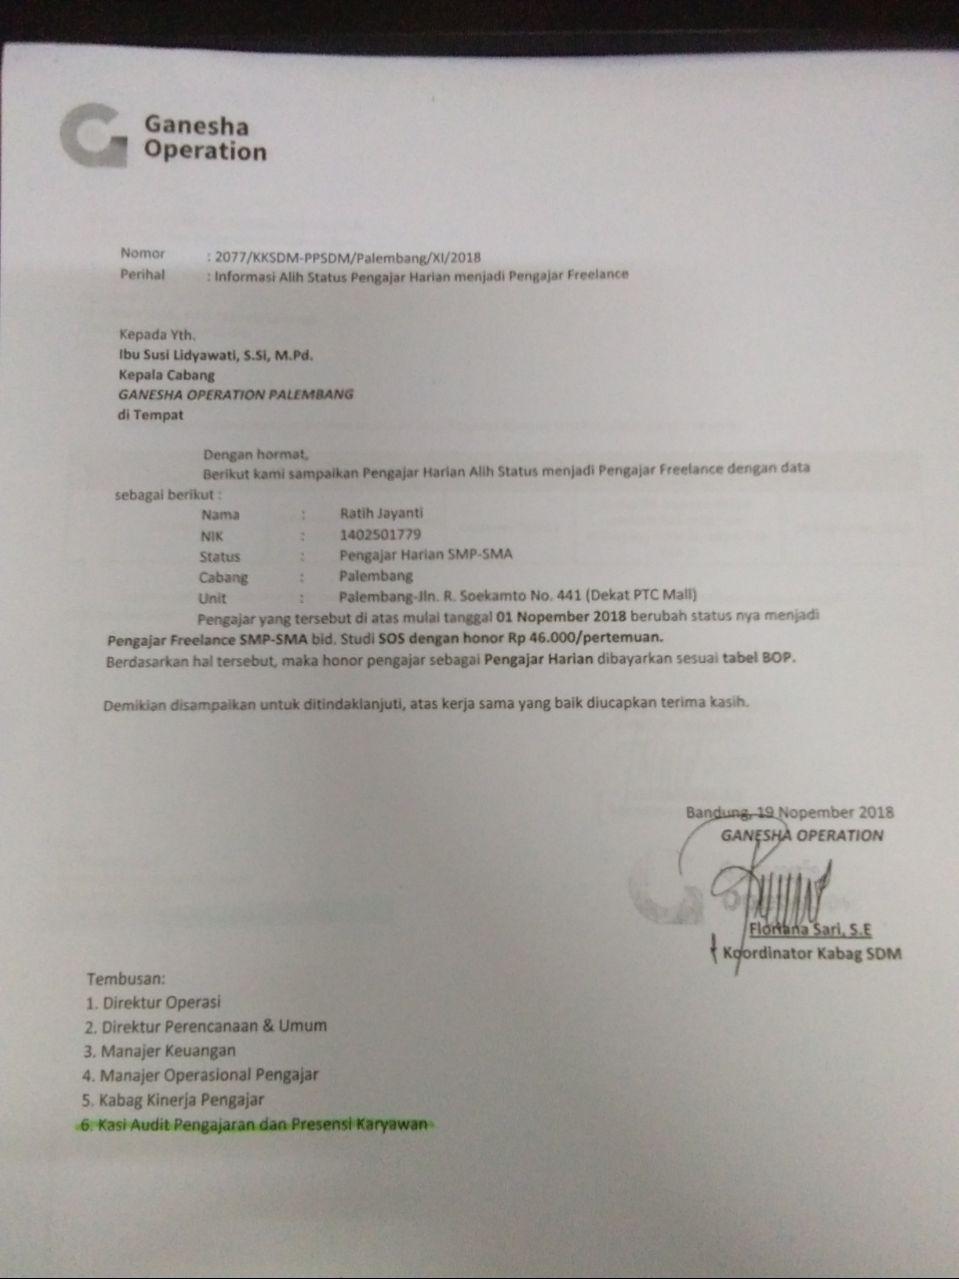 Ganesha
Operation
Nomor : 2077/KKSDM-PPSDM/Palembang/XI/2018
Perihal : Informasi Alih Status Pengajar Harian menjadi Pengajar Freelance
Kepada Yth.
Ibu Susi Lidyawati, S.Si, M.Pd.
Kepala Cabang
GANESHA OPERATION PALEMBANG
di Tempat
Dengan hormat,
Berikut kami sampaikan Pengajar Harian Alih Status menjadi Pengajar Freelance dengan data
sebagai berikut :
Nama : Ratih Jayanti
NIK : 1402501779
Status : Pengajar Harian SMP-SMA
Cabang : Palembang
Unit : Palembang-Jln. R. Soekamto No. 441 (Dekat PTC Mall)
Pengajar yang tersebut di atas mulai tanggal 01 Nopember 2018 berubah status nya menjadi
Pengajar Freelance SMP-SMA bid. Studi SOS dengan honor Rp 46.000/pertemuan.
Berdasarkan hal tersebut, maka honor pengajar sebagai Pengajar Harian dibayarkan sesuai tabel BOP.
Demikian disampaikan untuk ditindaklanjuti, atas kerja sama yang baik diucapkan terima kasih.
Bandung, 19 Nopember 2018
GANESHA OPERATION
Floriana Sari, S.E
Koordinator Kabag SDM
Tembusan:
1. Direktur Operasi
2. Direktur Perencanaan & Umum
3. Manajer Keuangan
4. Manajer Operasional Pengajar
5. Kabag Kinerja Pengajar
6. Kasi Audit Pengajaran dan Presensi Karyawan